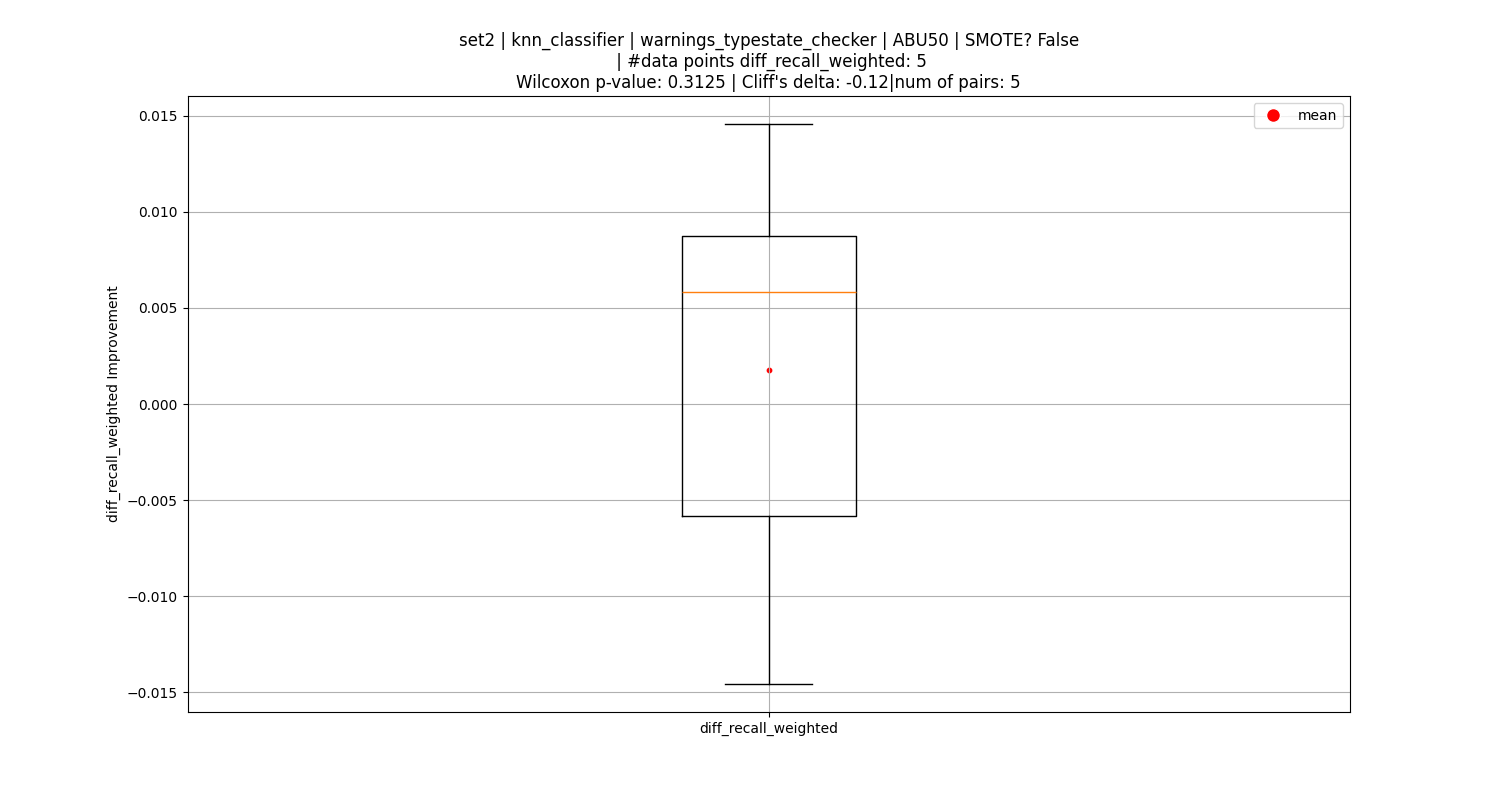 set2 | knn_classifier | warnings_typestate_checker | ABU50 | SMOTE? False
| #data points diff_recall_weighted: 5
Wilcoxon p-value: 0.3125 | Cliff's delta: -0.12|num of pairs: 5
mean
0.015
0.010
0.005
0.000
−0.005
−0.010
−0.015
diff_recall_weighted Improvement
diff_recall_weighted